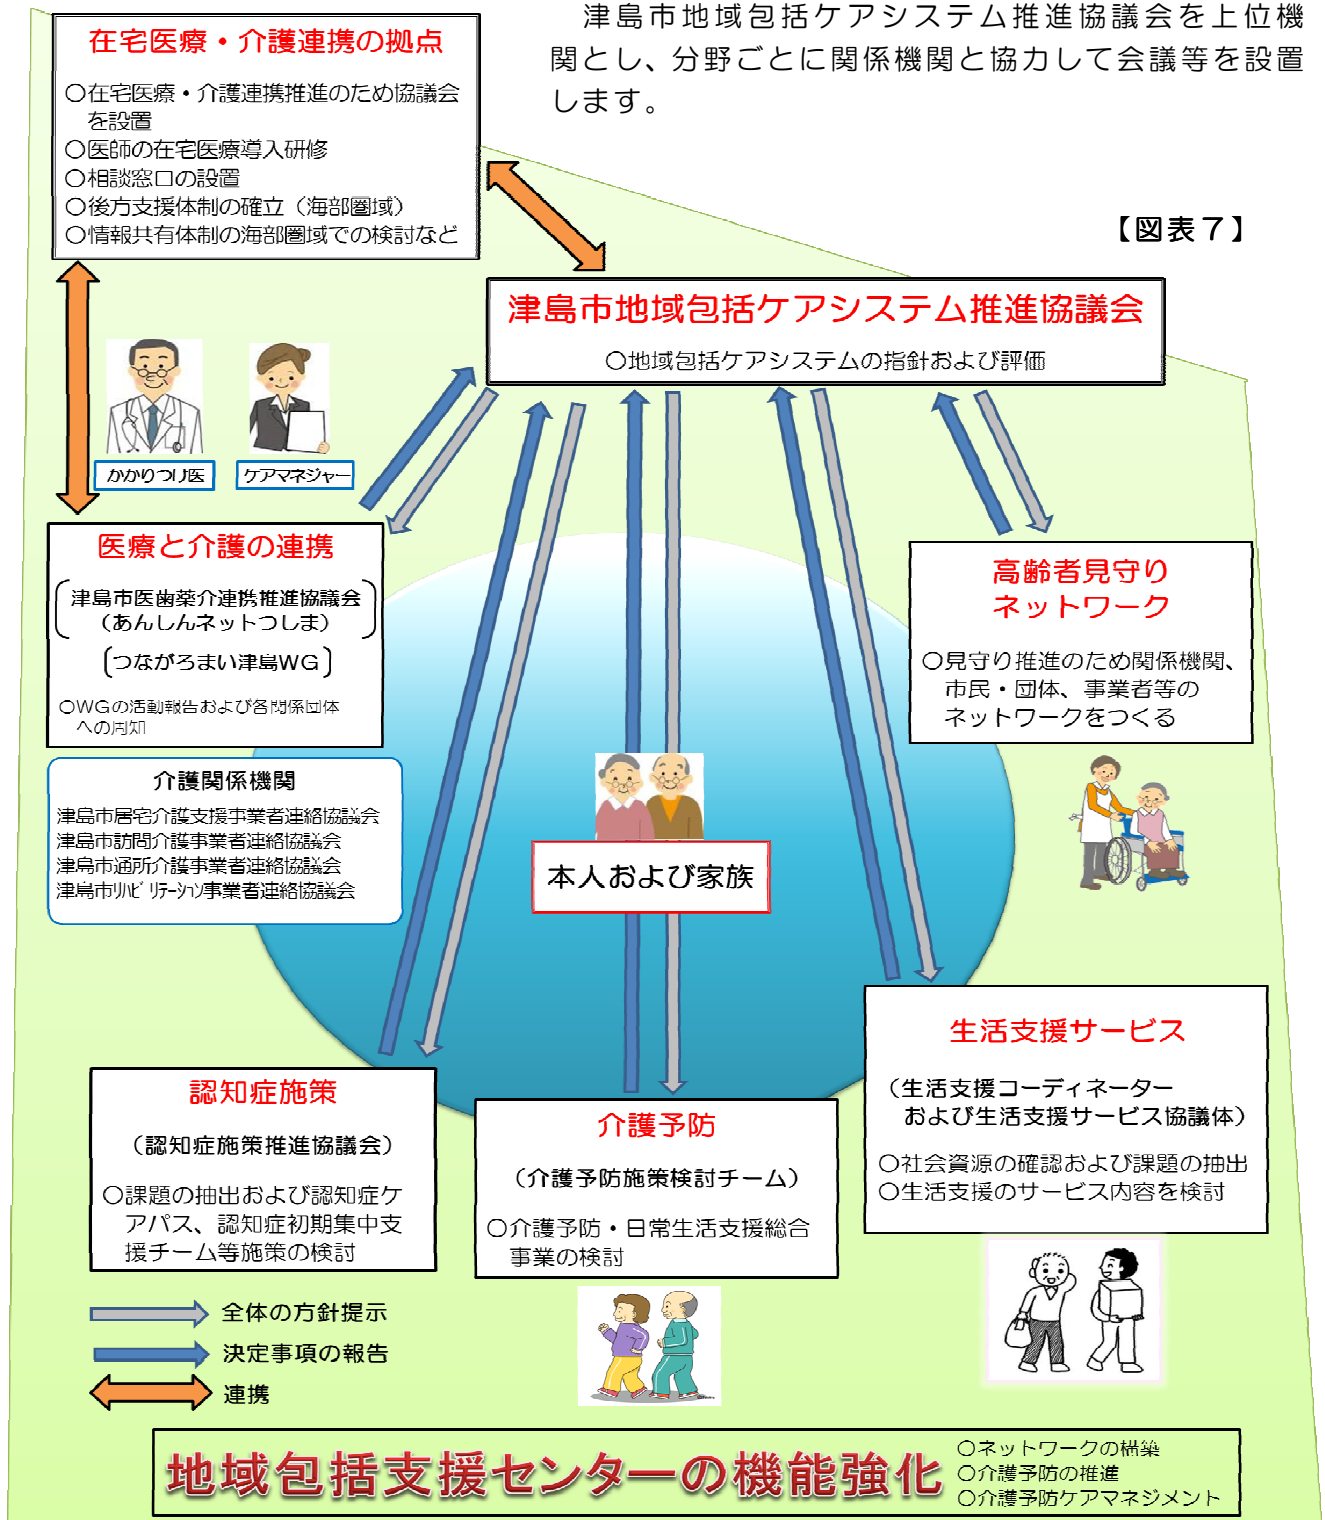 津島市地域包括ケアシステム推進協議会を上位機
関とし、分野ごとに関係機関と協力して会議等を設置
します。
【図表７】
在宅医療・介護連携の拠点
○在宅医療・介護連携推進のため協議会
を設置
○医師の在宅医療導入研修
○相談窓口の設置
○後方支援体制の確立（海部圏域）
○情報共有体制の海部圏域での検討など
津島市地域包括ケアシステム推進協議会
○地域包括ケアシステムの指針および評価
かかりつけ医
ケアマネジャー
医療と介護の連携
津島市医歯薬介連携推進協議会
（あんしんネットつしま）
〔つながろまい津島WG〕
○WGの活動報告および各関係団体
への周知
介護関係機関
津島市居宅介護支援事業者連絡協議会
津島市訪問介護事業者連絡協議会
津島市通所介護事業者連絡協議会
津島市ﾘﾊﾋﾞﾘﾃｰｼｮﾝ事業者連絡協議会
高齢者見守り
ネットワーク
○見守り推進のため関係機関、
市民・団体、事業者等の
ネットワークをつくる
本人および家族
認知症施策
（認知症施策推進協議会）
○課題の抽出および認知症ケ
アパス、認知症初期集中支
援チーム等施策の検討
介護予防
（介護予防施策検討チーム）
○介護予防・日常生活支援総合
事業の検討
生活支援サービス
（生活支援コーディネーター
および生活支援サービス協議体）
○社会資源の確認および課題の抽出
○生活支援のサービス内容を検討
全体の方針提示
決定事項の報告
連携
地域包括支援センターの機能強化
○ネットワークの構築
○介護予防の推進
○介護予防ケアマネジメント